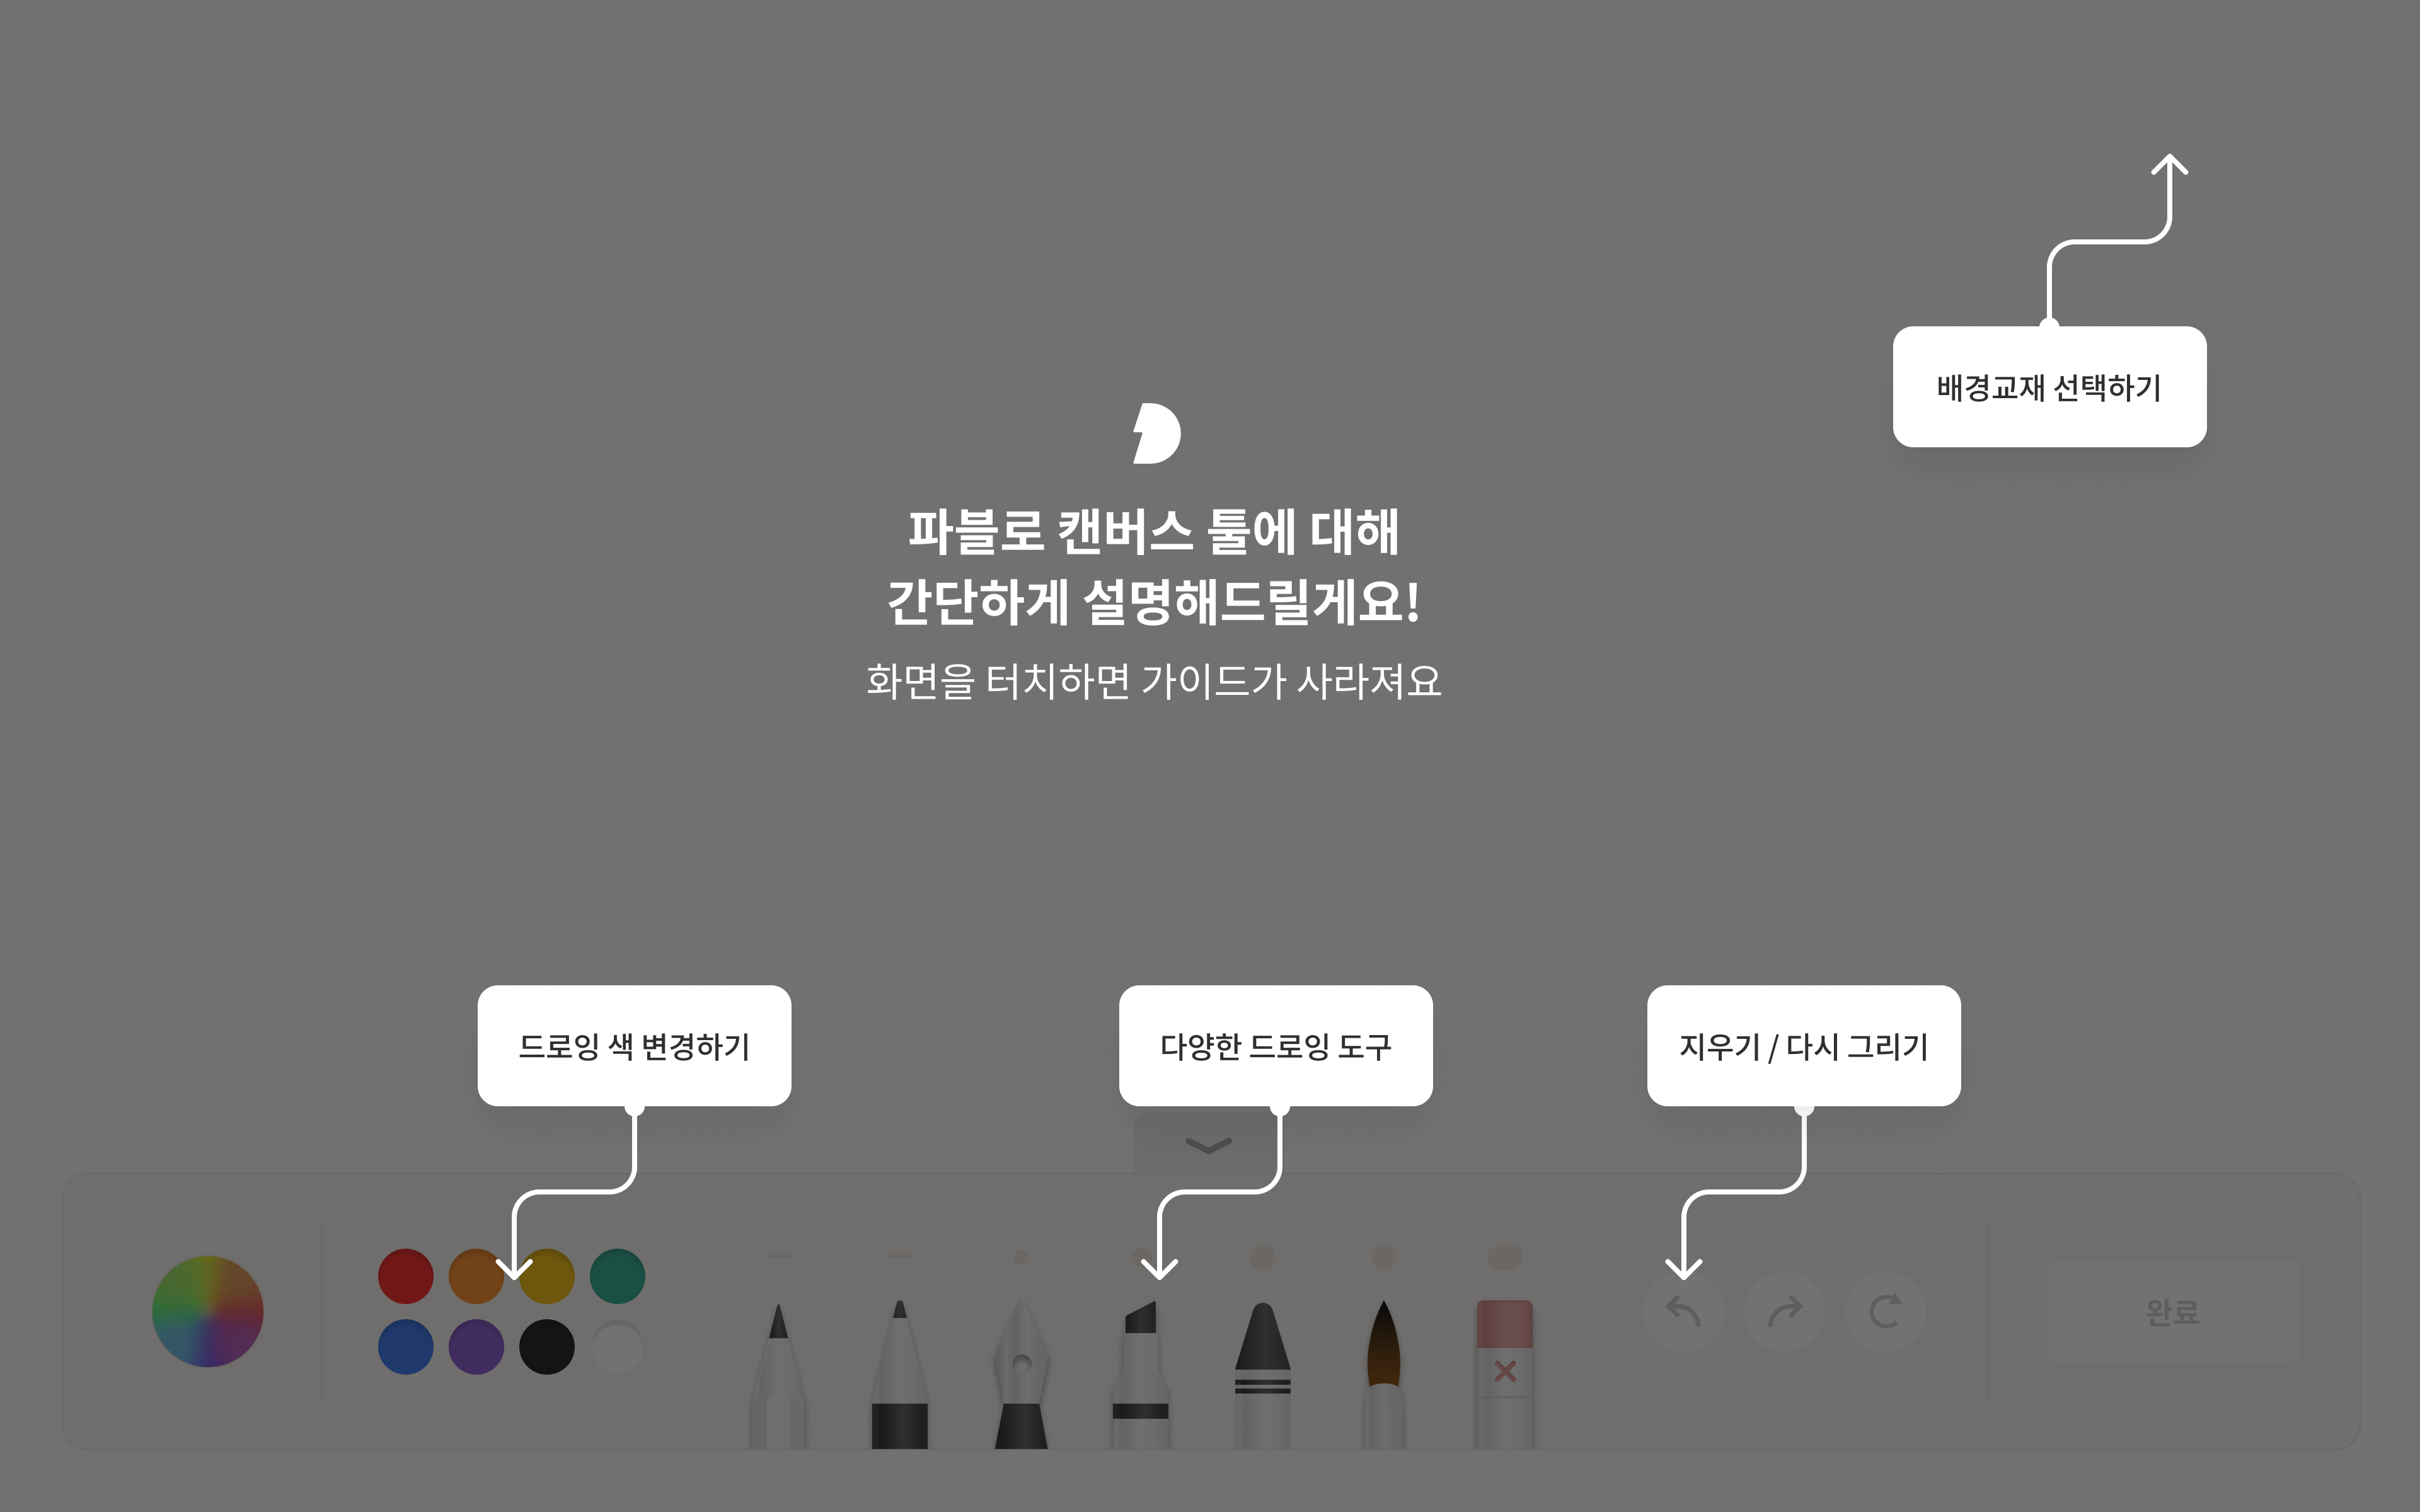 배경교재 선택하기
파블로 캔버스 툴에 대해
간단하게 설명해드릴게요!
화면을 터치하면 가이드가 사라져요
드로잉 색 변경하기
다양한 드로잉 도구
지우기 / 다시 그리기
완료